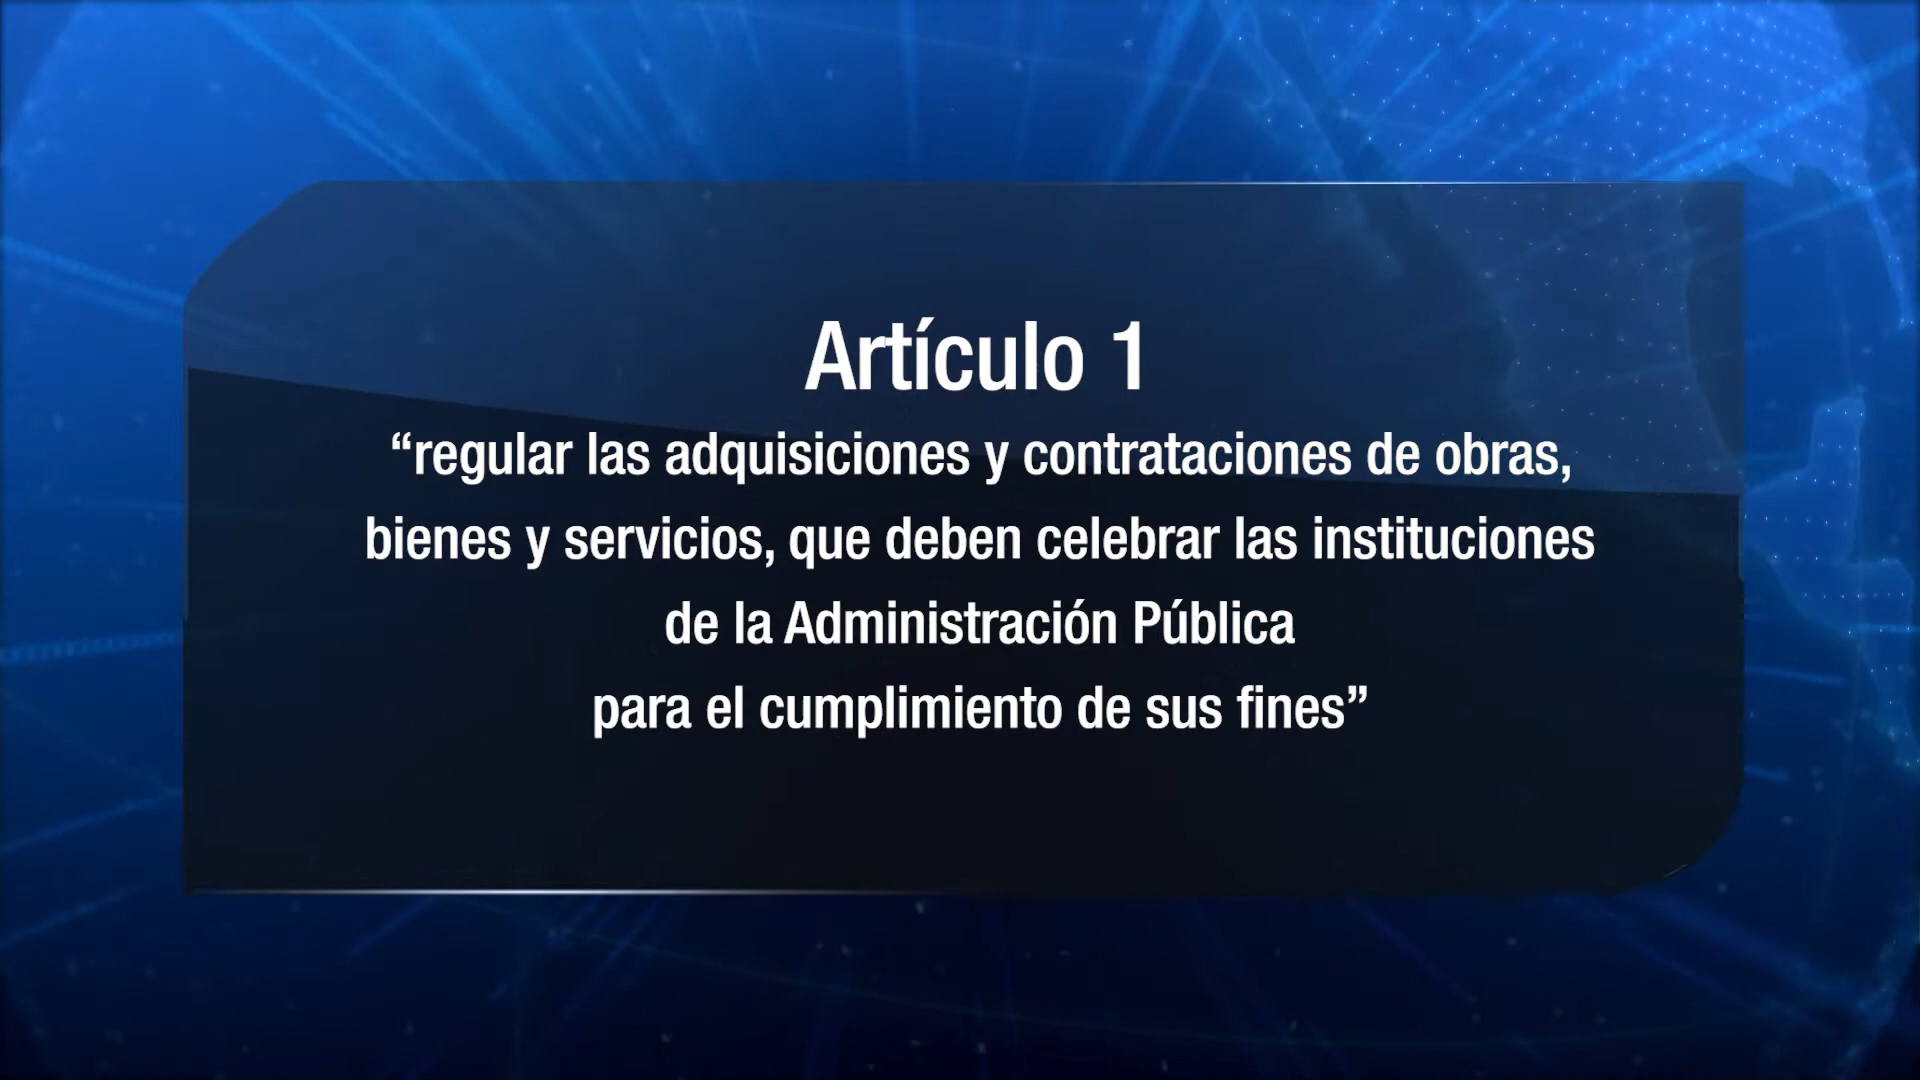 Artículo 1
“regular las adquisiciones y contrataciones de obras,
bienes y servicios, que deben celebrar las instituciones
de la Administración Pública
para el cumplimiento de sus fines”